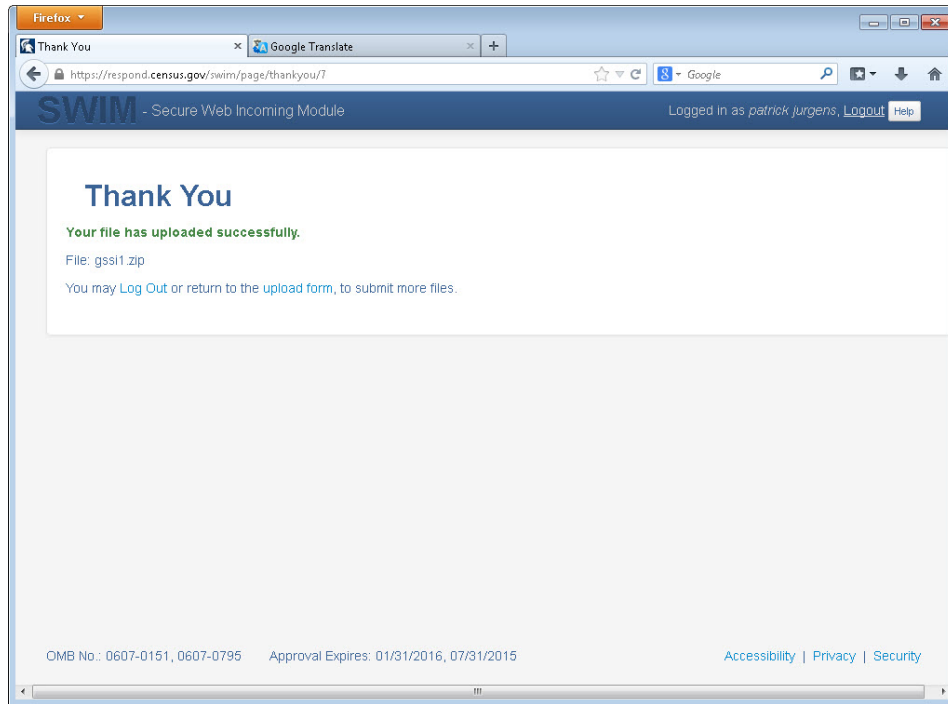 Firefox
Thank You
Google Translate
https://respond.census.gov/swim/page/thankyou/7
Google
SWIM - Secure Web Incoming Module
Logged in as patrick jurgens, Logout Help
Thank You
Your file has uploaded successfully.
File: gssi1.zip
You may Log Out or return to the upload form, to submit more files.
OMB No.: 0607-0151, 0607-0795 Approval Expires: 01/31/2016, 07/31/2015
Accessibility | Privacy | Security